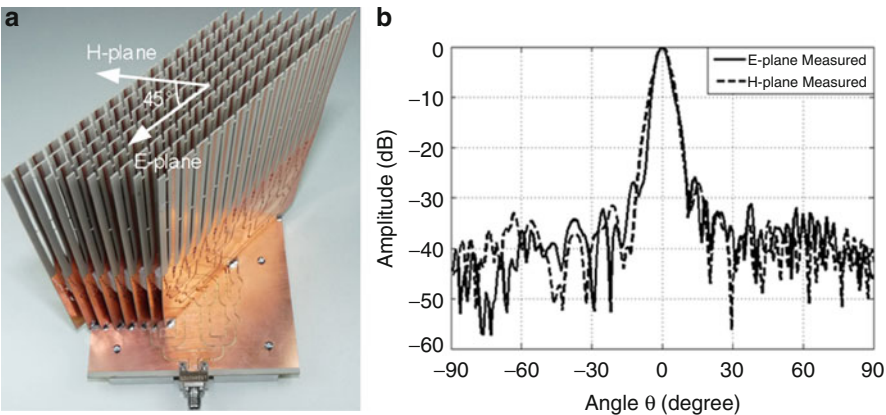 a
H-plane
45°
E-plane
b
Amplitude (dB)
0
−10
−20
−30
−40
−50
−60
E-plane Measured
H-plane Measured
−90
−60
−30
0
30
60
90
Angle θ (degree)